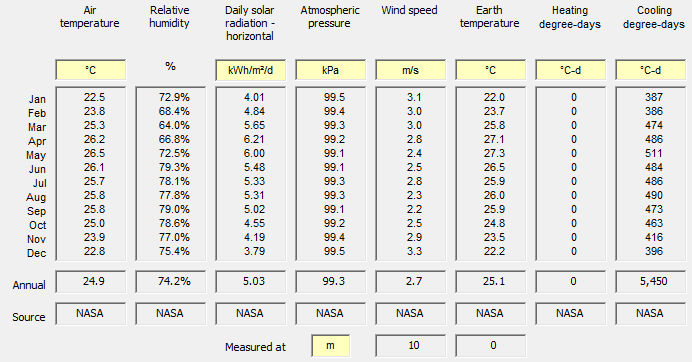 Air temperature Relative humidity Daily solar radiation - horizontal Atmospheric pressure Wind speed Earth temperature Heating degree-days Cooling degree-days
°C % kWh/m²/d kPa m/s °C °C-d °C-d
Jan 22.5 72.9% 4.01 99.5 3.1 22.0 0 387
Feb 23.8 68.4% 4.84 99.4 3.0 23.7 0 386
Mar 25.3 64.0% 5.65 99.3 3.0 25.8 0 474
Apr 26.2 66.8% 6.21 99.2 2.8 27.1 0 486
May 26.5 72.5% 6.00 99.1 2.4 27.3 0 511
Jun 26.1 79.3% 5.48 99.1 2.5 26.1 0 484
Jul 25.7 78.1% 5.33 99.3 2.8 25.9 0 486
Aug 25.8 77.8% 5.31 99.3 2.3 26.0 0 490
Sep 25.8 79.0% 5.02 99.1 2.2 25.9 0 473
Oct 25.0 78.6% 4.55 99.2 2.5 24.8 0 463
Nov 23.9 77.0% 4.19 99.4 2.9 23.5 0 416
Dec 22.8 75.4% 3.79 99.5 3.3 22.2 0 396
Annual 24.9 74.2% 5.03 99.3 2.7 25.1 0 5,450
Source NASA NASA NASA NASA NASA NASA NASA NASA
Measured at m 10 0